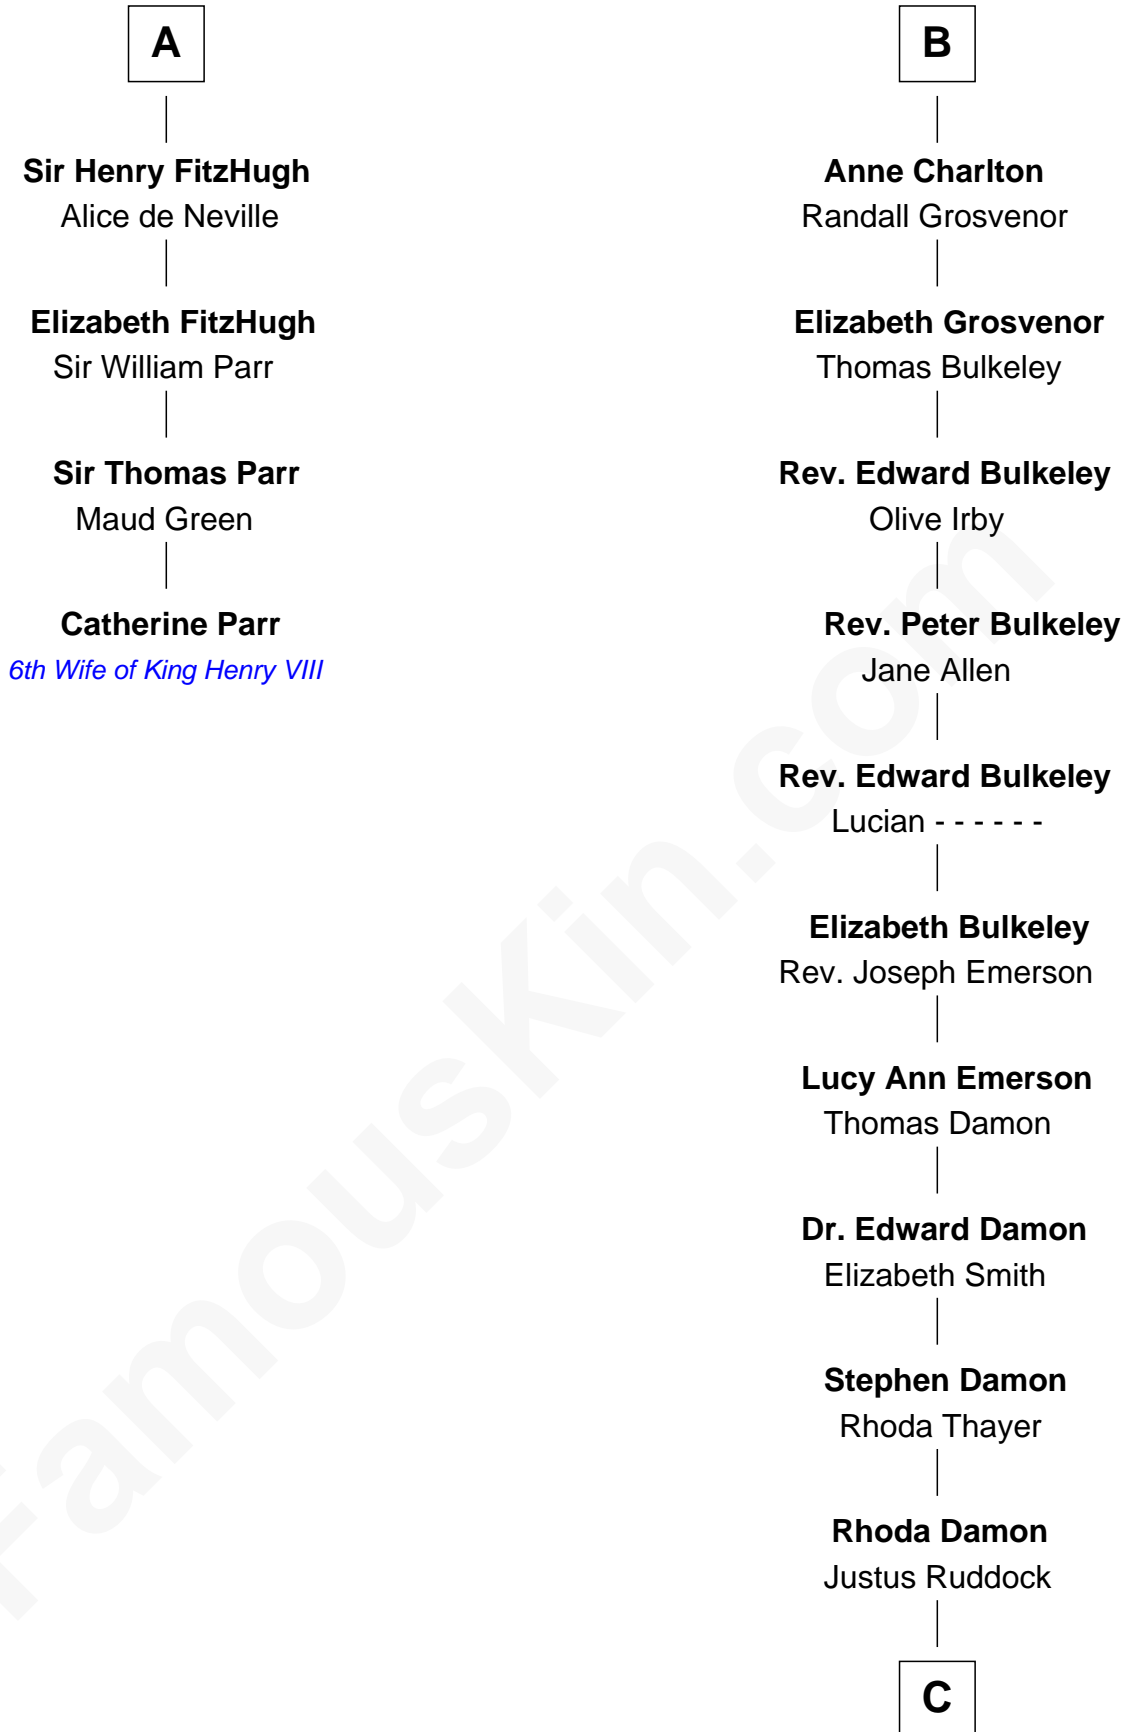 A
Sir Henry FitzHugh
Alice de Neville
Elizabeth FitzHugh
Sir William Parr
Sir Thomas Parr
Maud Green
Catherine Parr
6th Wife of King Henry VIII
B
Anne Charlton
Randall Grosvenor
Elizabeth Grosvenor
Thomas Bulkeley
Rev. Edward Bulkeley
Olive Irby
Rev. Peter Bulkeley
Jane Allen
Rev. Edward Bulkeley
Lucian - - - - - -
Elizabeth Bulkeley
Rev. Joseph Emerson
Lucy Ann Emerson
Thomas Damon
Dr. Edward Damon
Elizabeth Smith
Stephen Damon
Rhoda Thayer
Rhoda Damon
Justus Ruddock
C
FamousKin.com